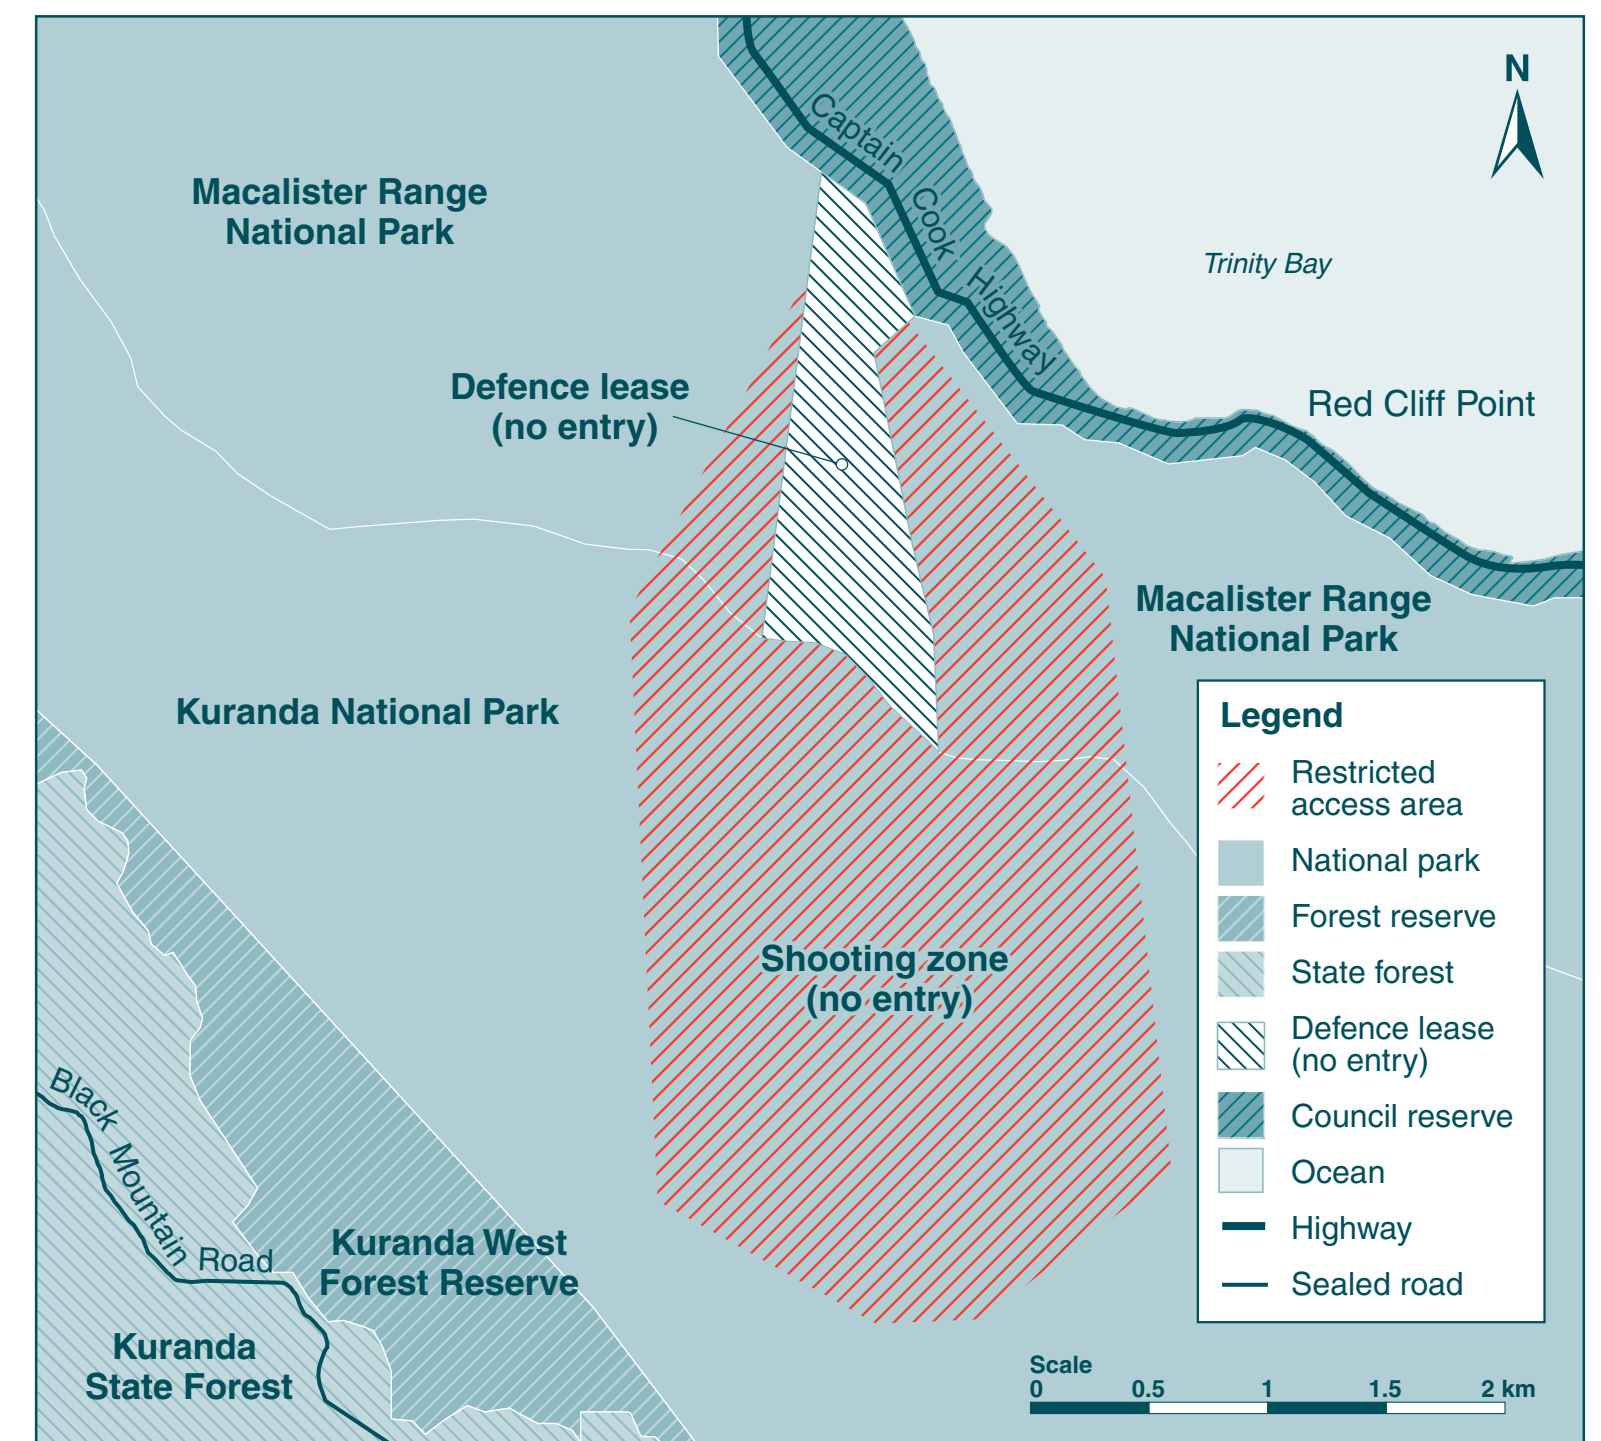 N
Captain Cook Highway
Macalister Range
National Park
Trinity Bay
Defence lease
(no entry)
Red Cliff Point
Macalister Range
National Park
Kuranda National Park
Shooting zone
(no entry)
Black Mountain Road
Kuranda West
Forest Reserve
Kuranda
State Forest
Legend
Restricted
access area
National park
Forest reserve
State forest
Defence lease
(no entry)
Council reserve
Ocean
Highway
Sealed road
Scale
0 0.5 1 1.5 2 km